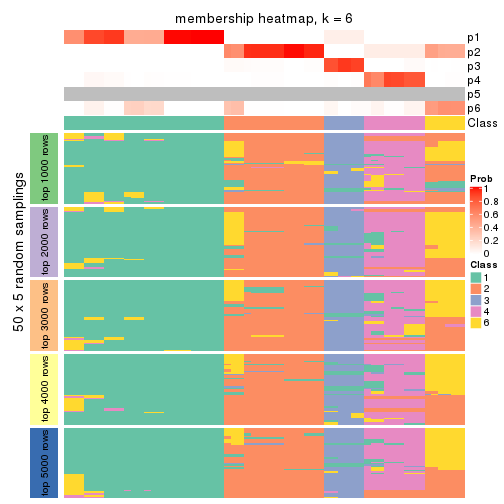 membership heatmap, k = 6
p1
p2
p3
p4
p5
p6
Class
50 x 5 random samplings
top 1000 rows
top 2000 rows
top 3000 rows
top 4000 rows
top 5000 rows
Prob
1
0.8
0.6
0.4
0.2
0
Class
1
2
3
4
6